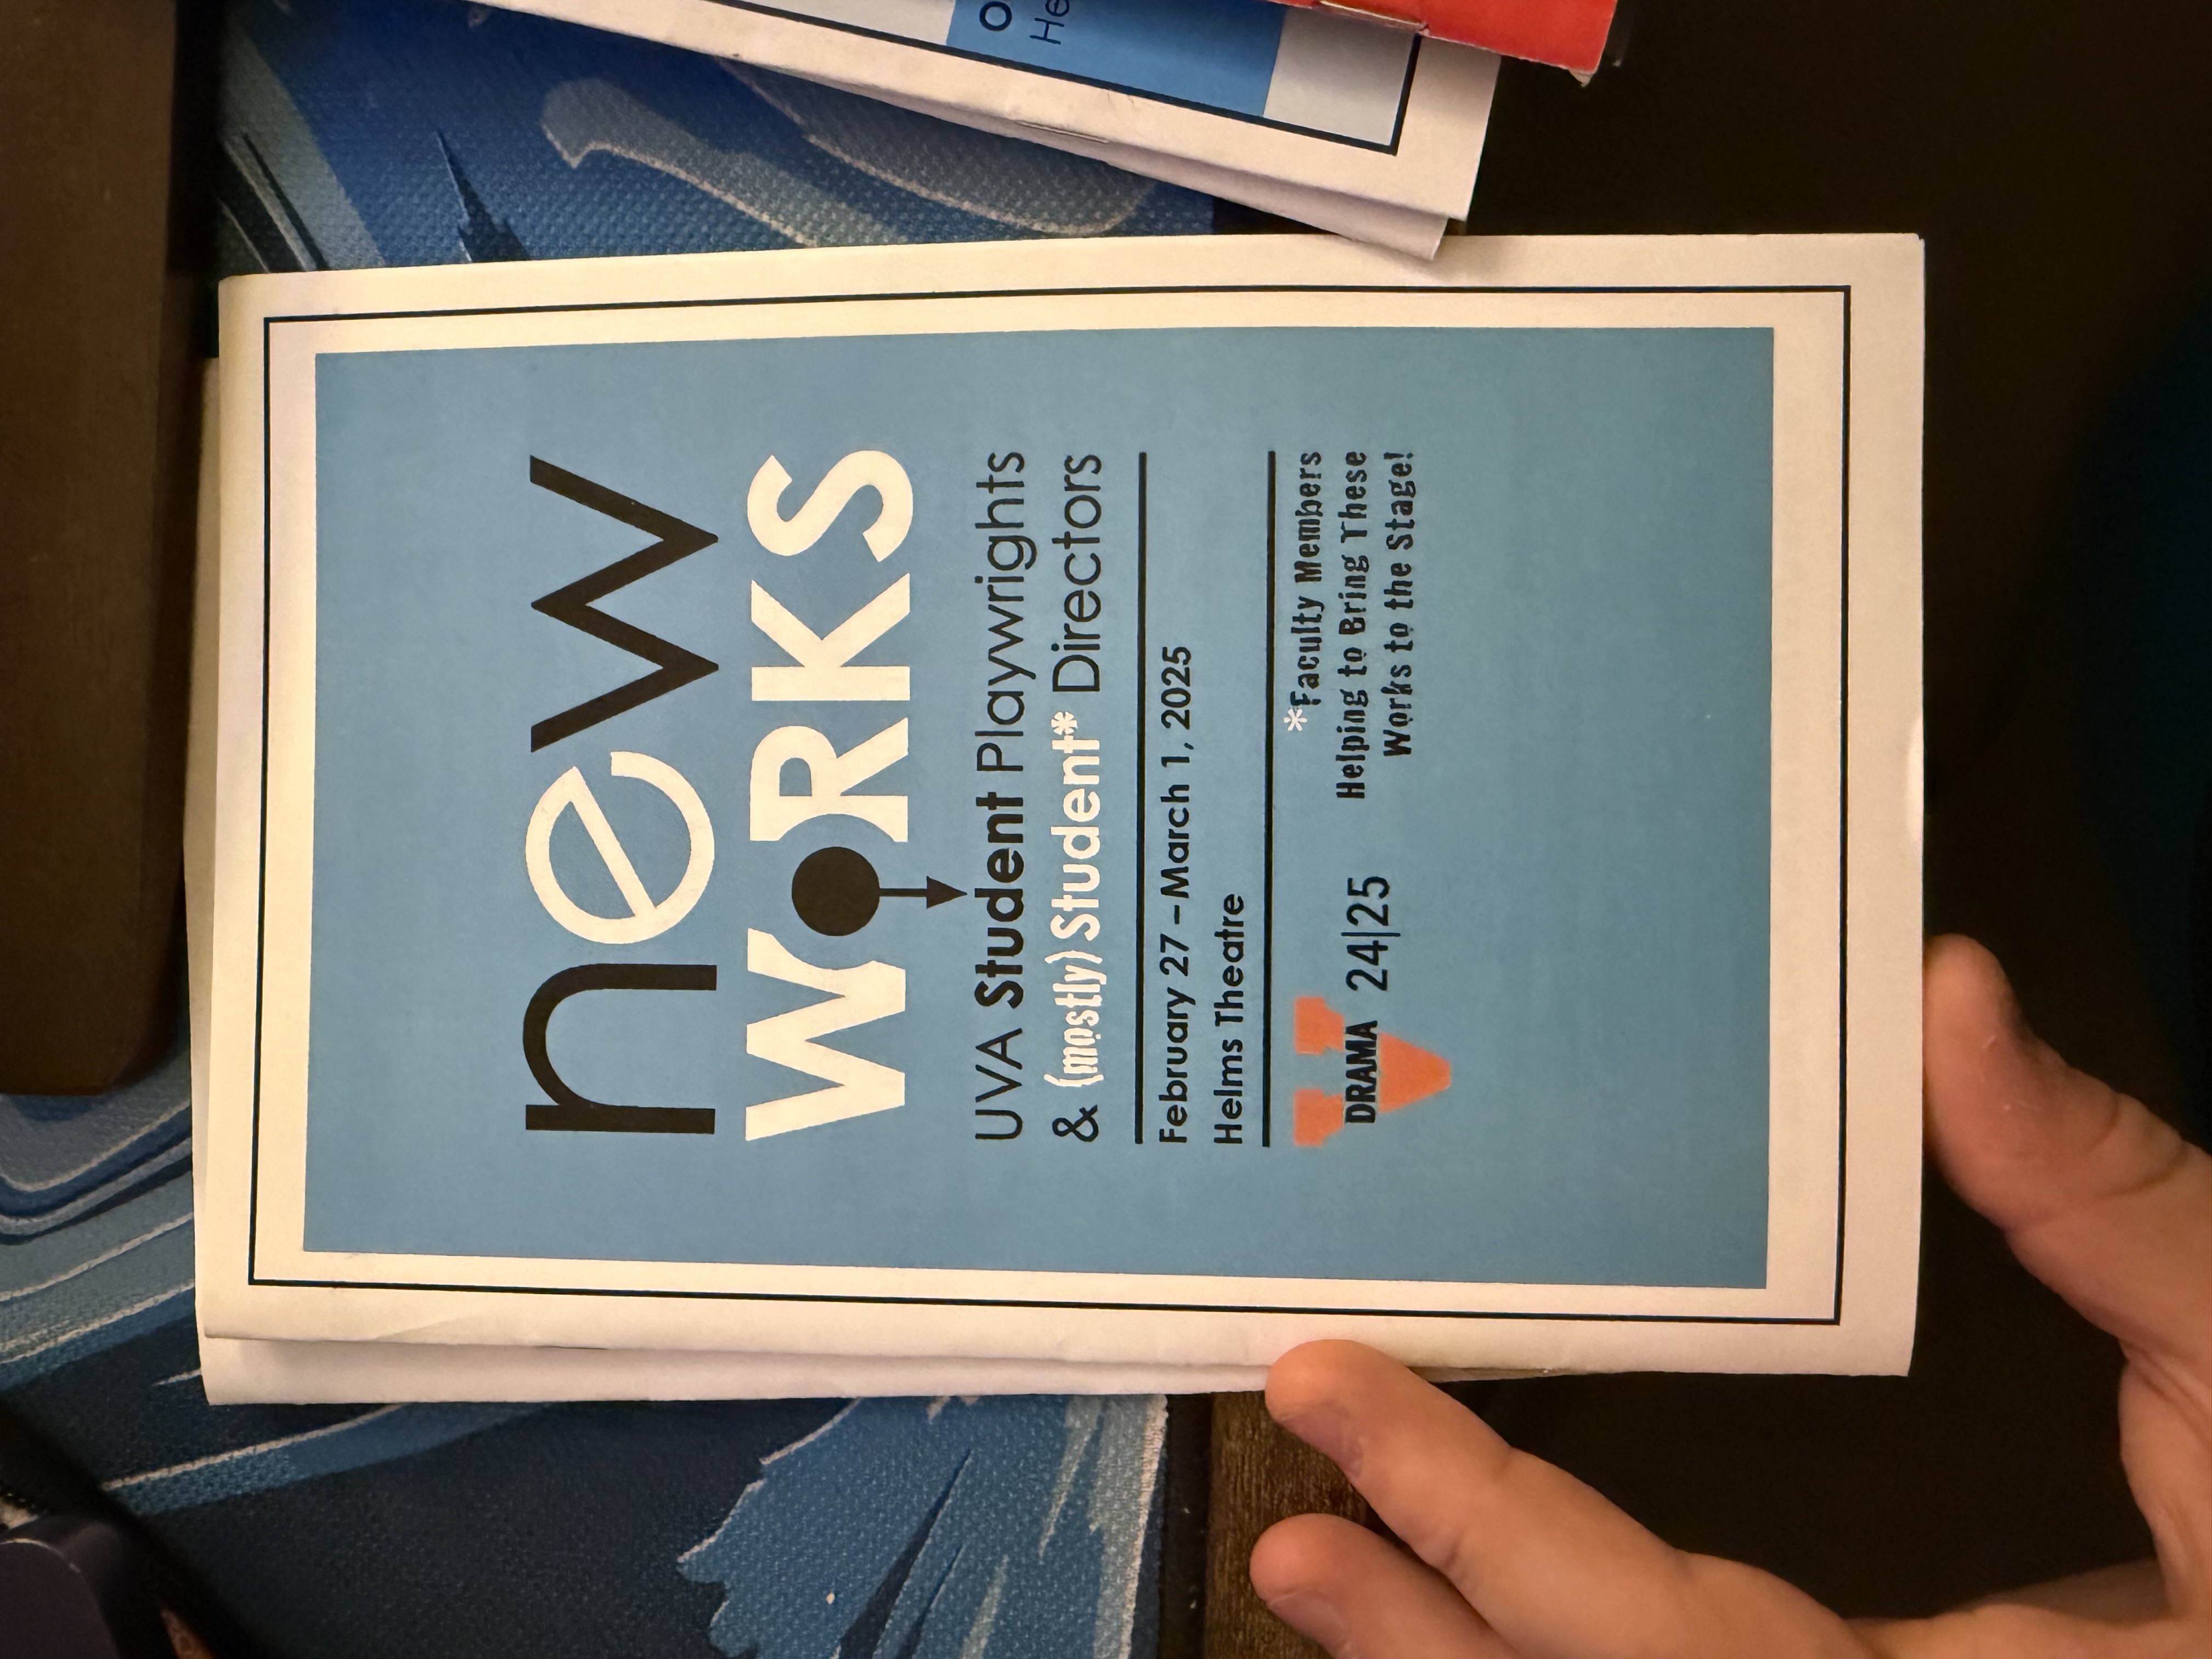 new
WORKS
UVA Student Playwrights
& (mostly) Student* Directors
February 27 – March 1, 2025
Helms Theatre
DRAMA 24|25
*Faculty Members
Helping to Bring These
Works to the Stage!